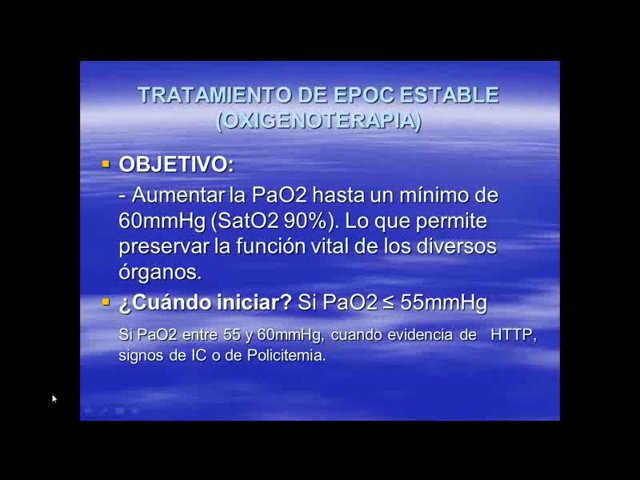 TRATAMIENTO DE EPOC ESTABLE
(OXIGENOTERAPIA)
OBJETIVO:
- Aumentar la PaO2 hasta un mínimo de
60mmHg (SatO2 90%). Lo que permite
preservar la función vital de los diversos
órganos.
¿Cuándo iniciar? Si PaO2 ≤ 55mmHg
Si PaO2 entre 55 y 60mmHg, cuando evidencia de HTTP,
signos de IC o de Policitemia.